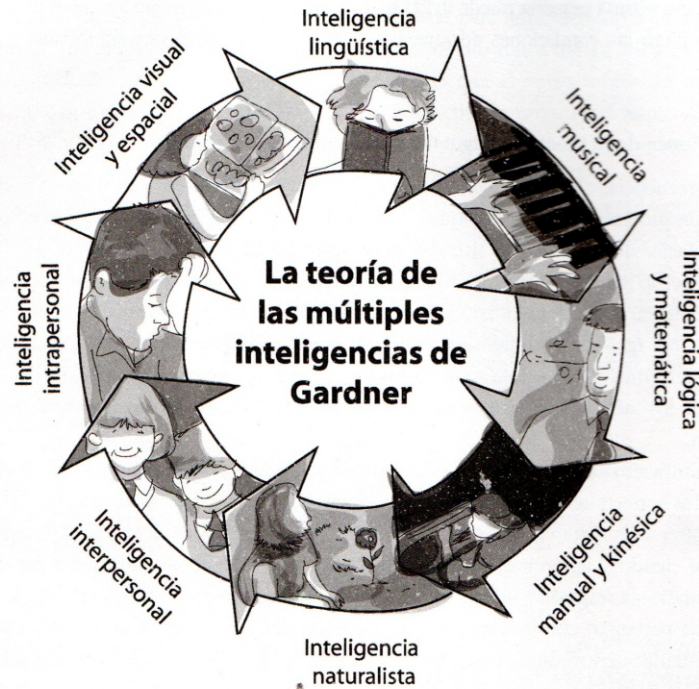 Inteligencia
lingüística
Inteligencia
musical
Inteligencia lógica
y matemática
Inteligencia
manual y kinésica
Inteligencia
naturalista
Inteligencia
interpersonal
Inteligencia
intrapersonal
Inteligencia visual
y espacial
La teoría de
las múltiples
inteligencias de
Gardner